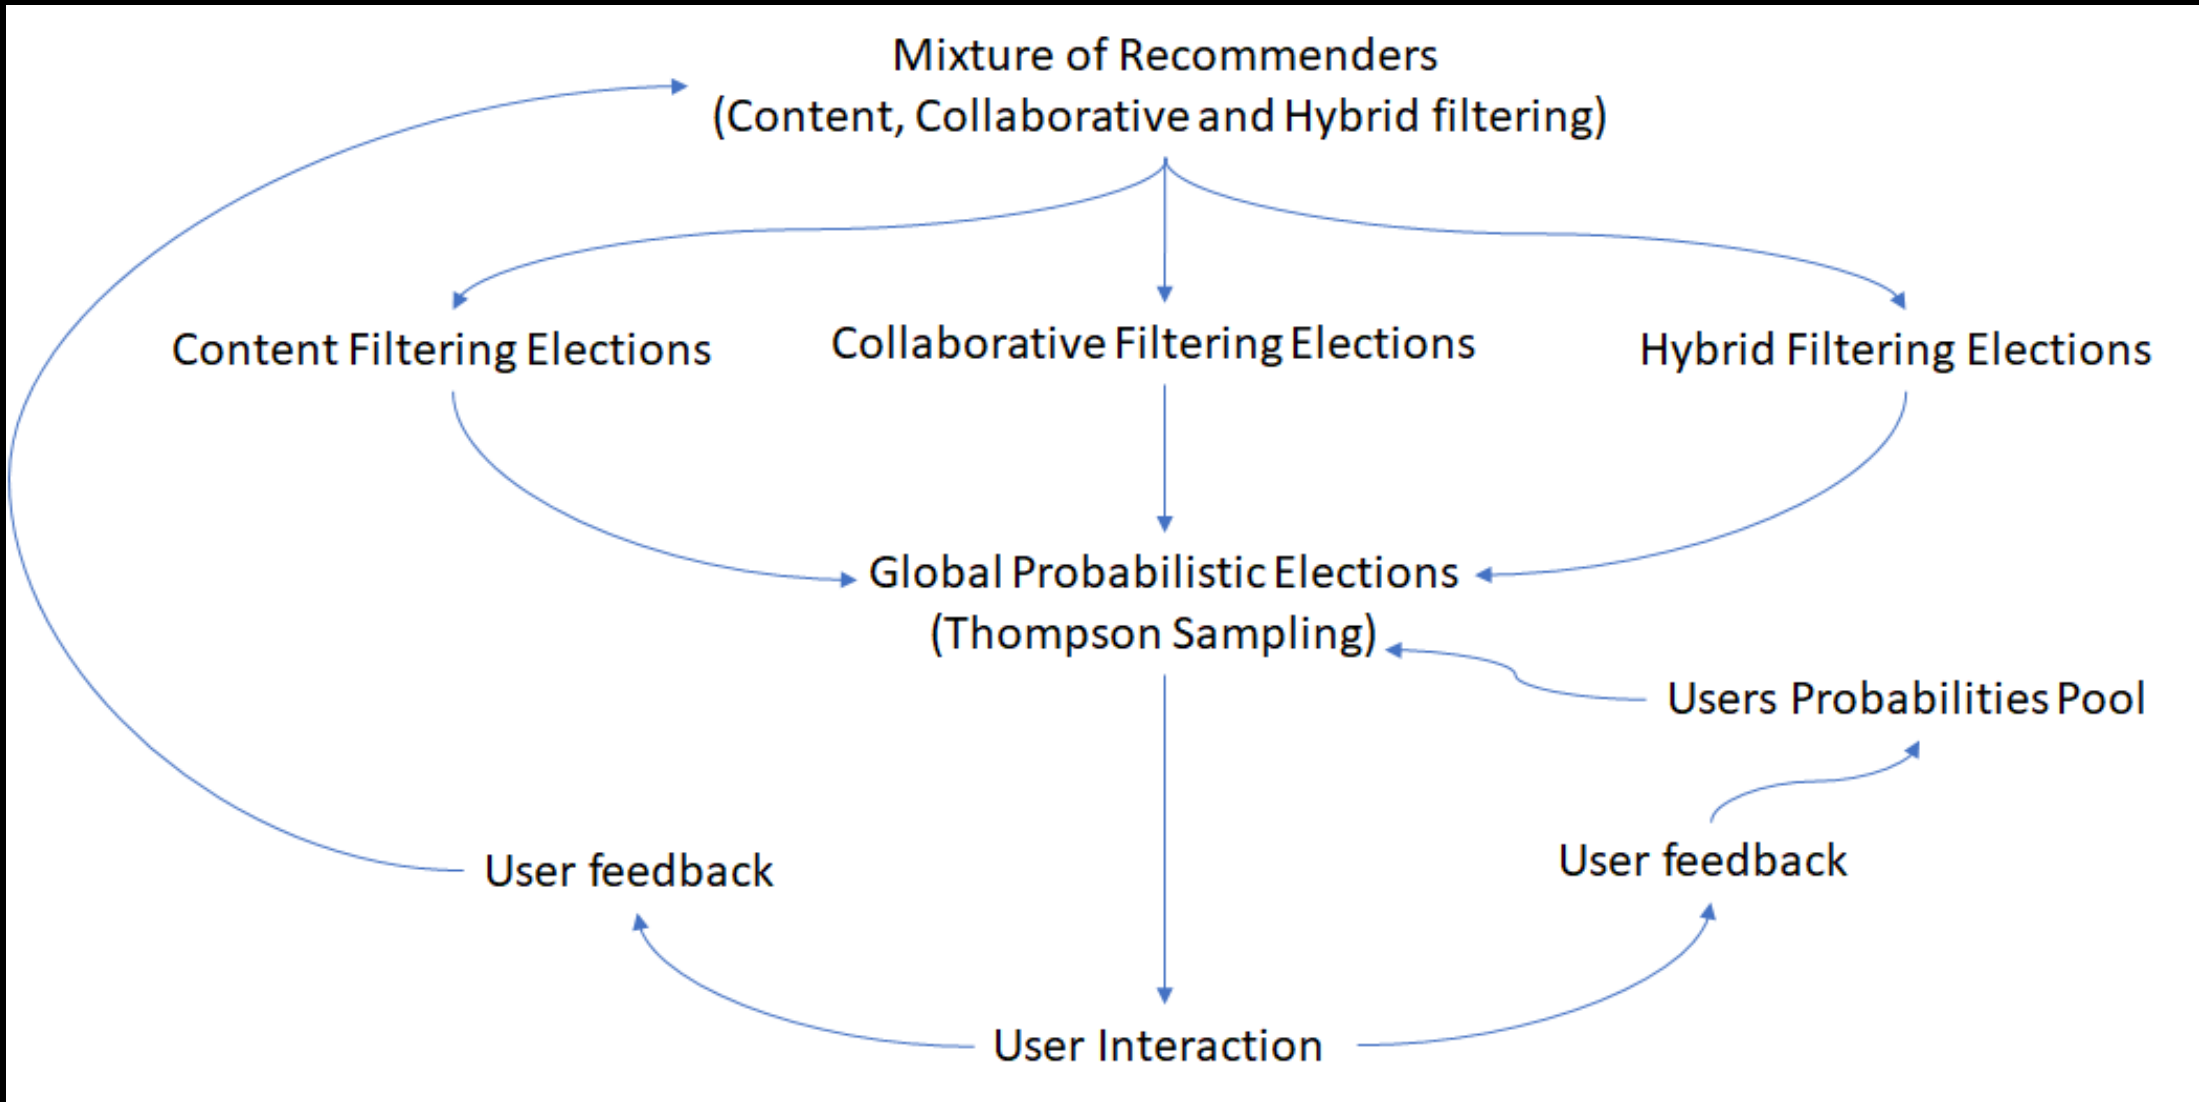 Mixture of Recommenders
(Content, Collaborative and Hybrid filtering)
Content Filtering Elections
Collaborative Filtering Elections
Hybrid Filtering Elections
Global Probabilistic Elections
(Thompson Sampling)
Users Probabilities Pool
User feedback
User feedback
User Interaction